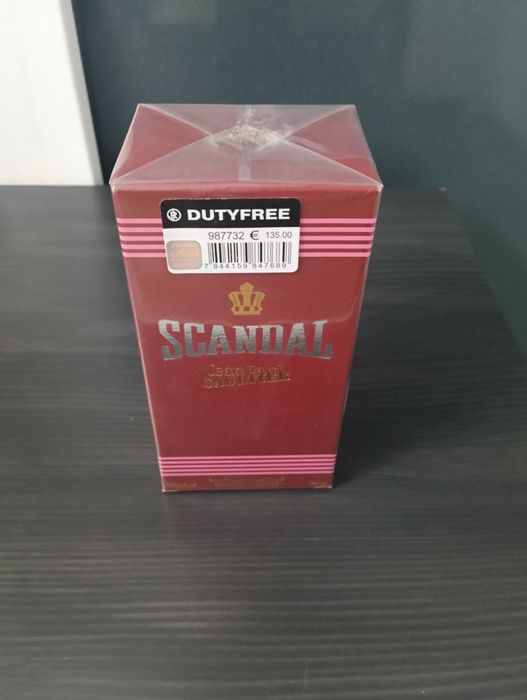 DUTYFREE
987732 € 135.00
7 844159 847689
SCANDAL
Jean Paul
GAULTIER